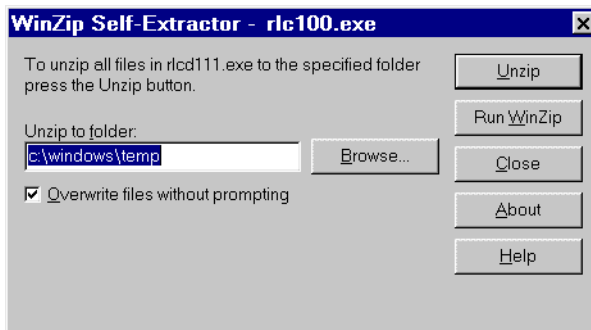 WinZip Self-Extractor - rlc100.exe
To unzip all files in rlcd111.exe to the specified folder
press the Unzip button.
Unzip to folder:
c:\windows\temp
Browse...
Overwrite files without prompting
Unzip
Run WinZip
Close
About
Help